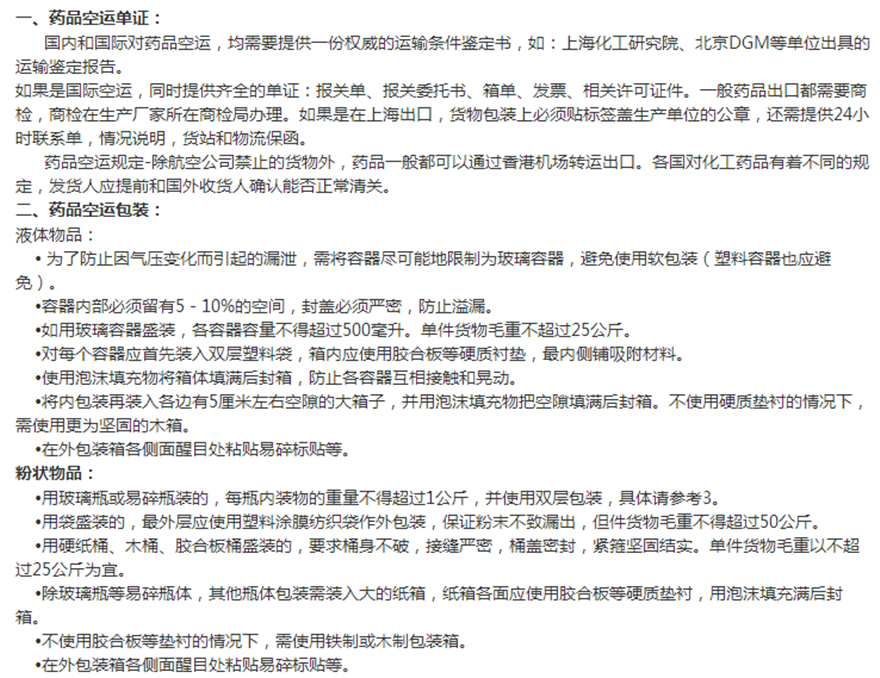 一、药品空运单证：
国内和国际对药品空运，均需要提供一份权威的运输条件鉴定书，如：上海化工研究院、北京DGM等单位出具的
运输鉴定报告。
如果是国际空运，同时提供齐全的单证：报关单、报关委托书、箱单、发票、相关许可证件。一般药品出口都需要商
检，商检在生产厂家所在商检局办理。如果是在上海出口，货物包装上必须贴标签盖生产单位的公章，还需提供24小
时联系单，情况说明，货站和物流保函。
药品空运规定-除航空公司禁止的货物外，药品一般都可以通过香港机场转运出口。各国对化工药品有着不同的规
定，发货人应提前和国外收货人确认能否正常清关。
二、药品空运包装：
液体物品：
• 为了防止因气压变化而引起的漏泄，需将容器尽可能地限制为玻璃容器，避免使用软包装（塑料容器也应避
免）。
•容器内部必须留有5－10%的空间，封盖必须严密，防止溢漏。
•如用玻璃容器盛装，各容器容量不得超过500毫升。单件货物毛重不超过25公斤。
•对每个容器应首先装入双层塑料袋，箱内应使用胶合板等硬质衬垫，最内侧辅吸附材料。
•使用泡沫填充物将箱体填满后封箱，防止各容器互相接触和晃动。
•将内包装再装入各边有5厘米左右空隙的大箱子，并用泡沫填充物把空隙填满后封箱。不使用硬质垫衬的情况下，
需使用更为坚固的木箱。
•在外包装箱各侧面醒目处粘贴易碎标贴等。
粉状物品：
•用玻璃瓶或易碎瓶装的，每瓶内装物的重量不得超过1公斤，并使用双层包装，具体请参考3。
•用袋盛装的，最外层应使用塑料涂膜纺织袋作外包装，保证粉末不致漏出，但件货物毛重不得超过50公斤。
•用硬纸桶、木桶、胶合板桶盛装的，要求桶身不破，接缝严密，桶盖密封，紧箍坚固结实。单件货物毛重以不超
过25公斤为宜。
•除玻璃瓶等易碎瓶体，其他瓶体包装需装入大的纸箱，纸箱各面应使用胶合板等硬质垫衬，用泡沫填充满后封
箱。
•不使用胶合板等垫衬的情况下，需使用铁制或木制包装箱。
•在外包装箱各侧面醒目处粘贴易碎标贴等。